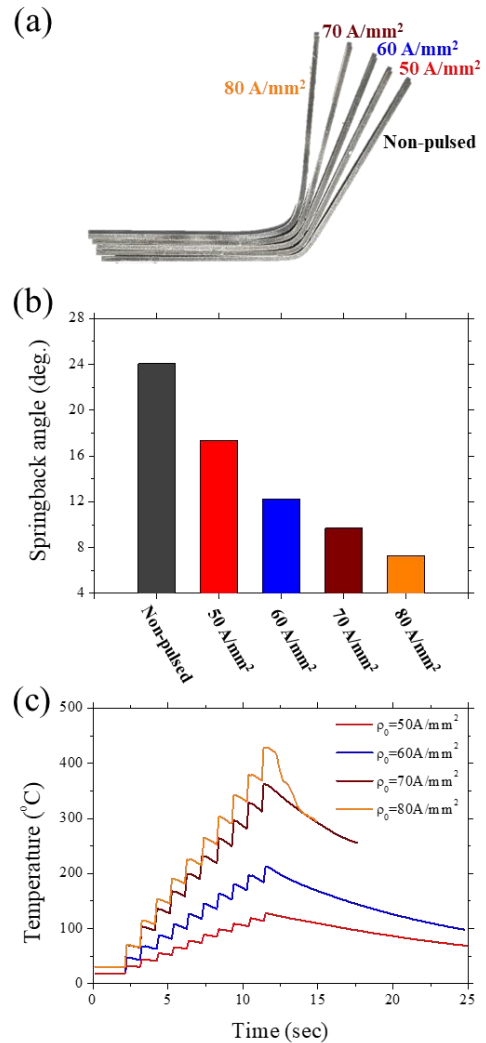 (a)
70 A/mm²
60 A/mm²
50 A/mm²
80 A/mm²
Non-pulsed
(b)
Springback angle (deg.)
28
24
20
16
12
8
4
Non-pulsed
50 A/mm²
60 A/mm²
70 A/mm²
80 A/mm²
(c)
Temperature (°C)
500
400
300
200
100
0
ρ₀=50A/mm²
ρ₀=60A/mm²
ρ₀=70A/mm²
ρ₀=80A/mm²
0 5 10 15 20 25
Time (sec)